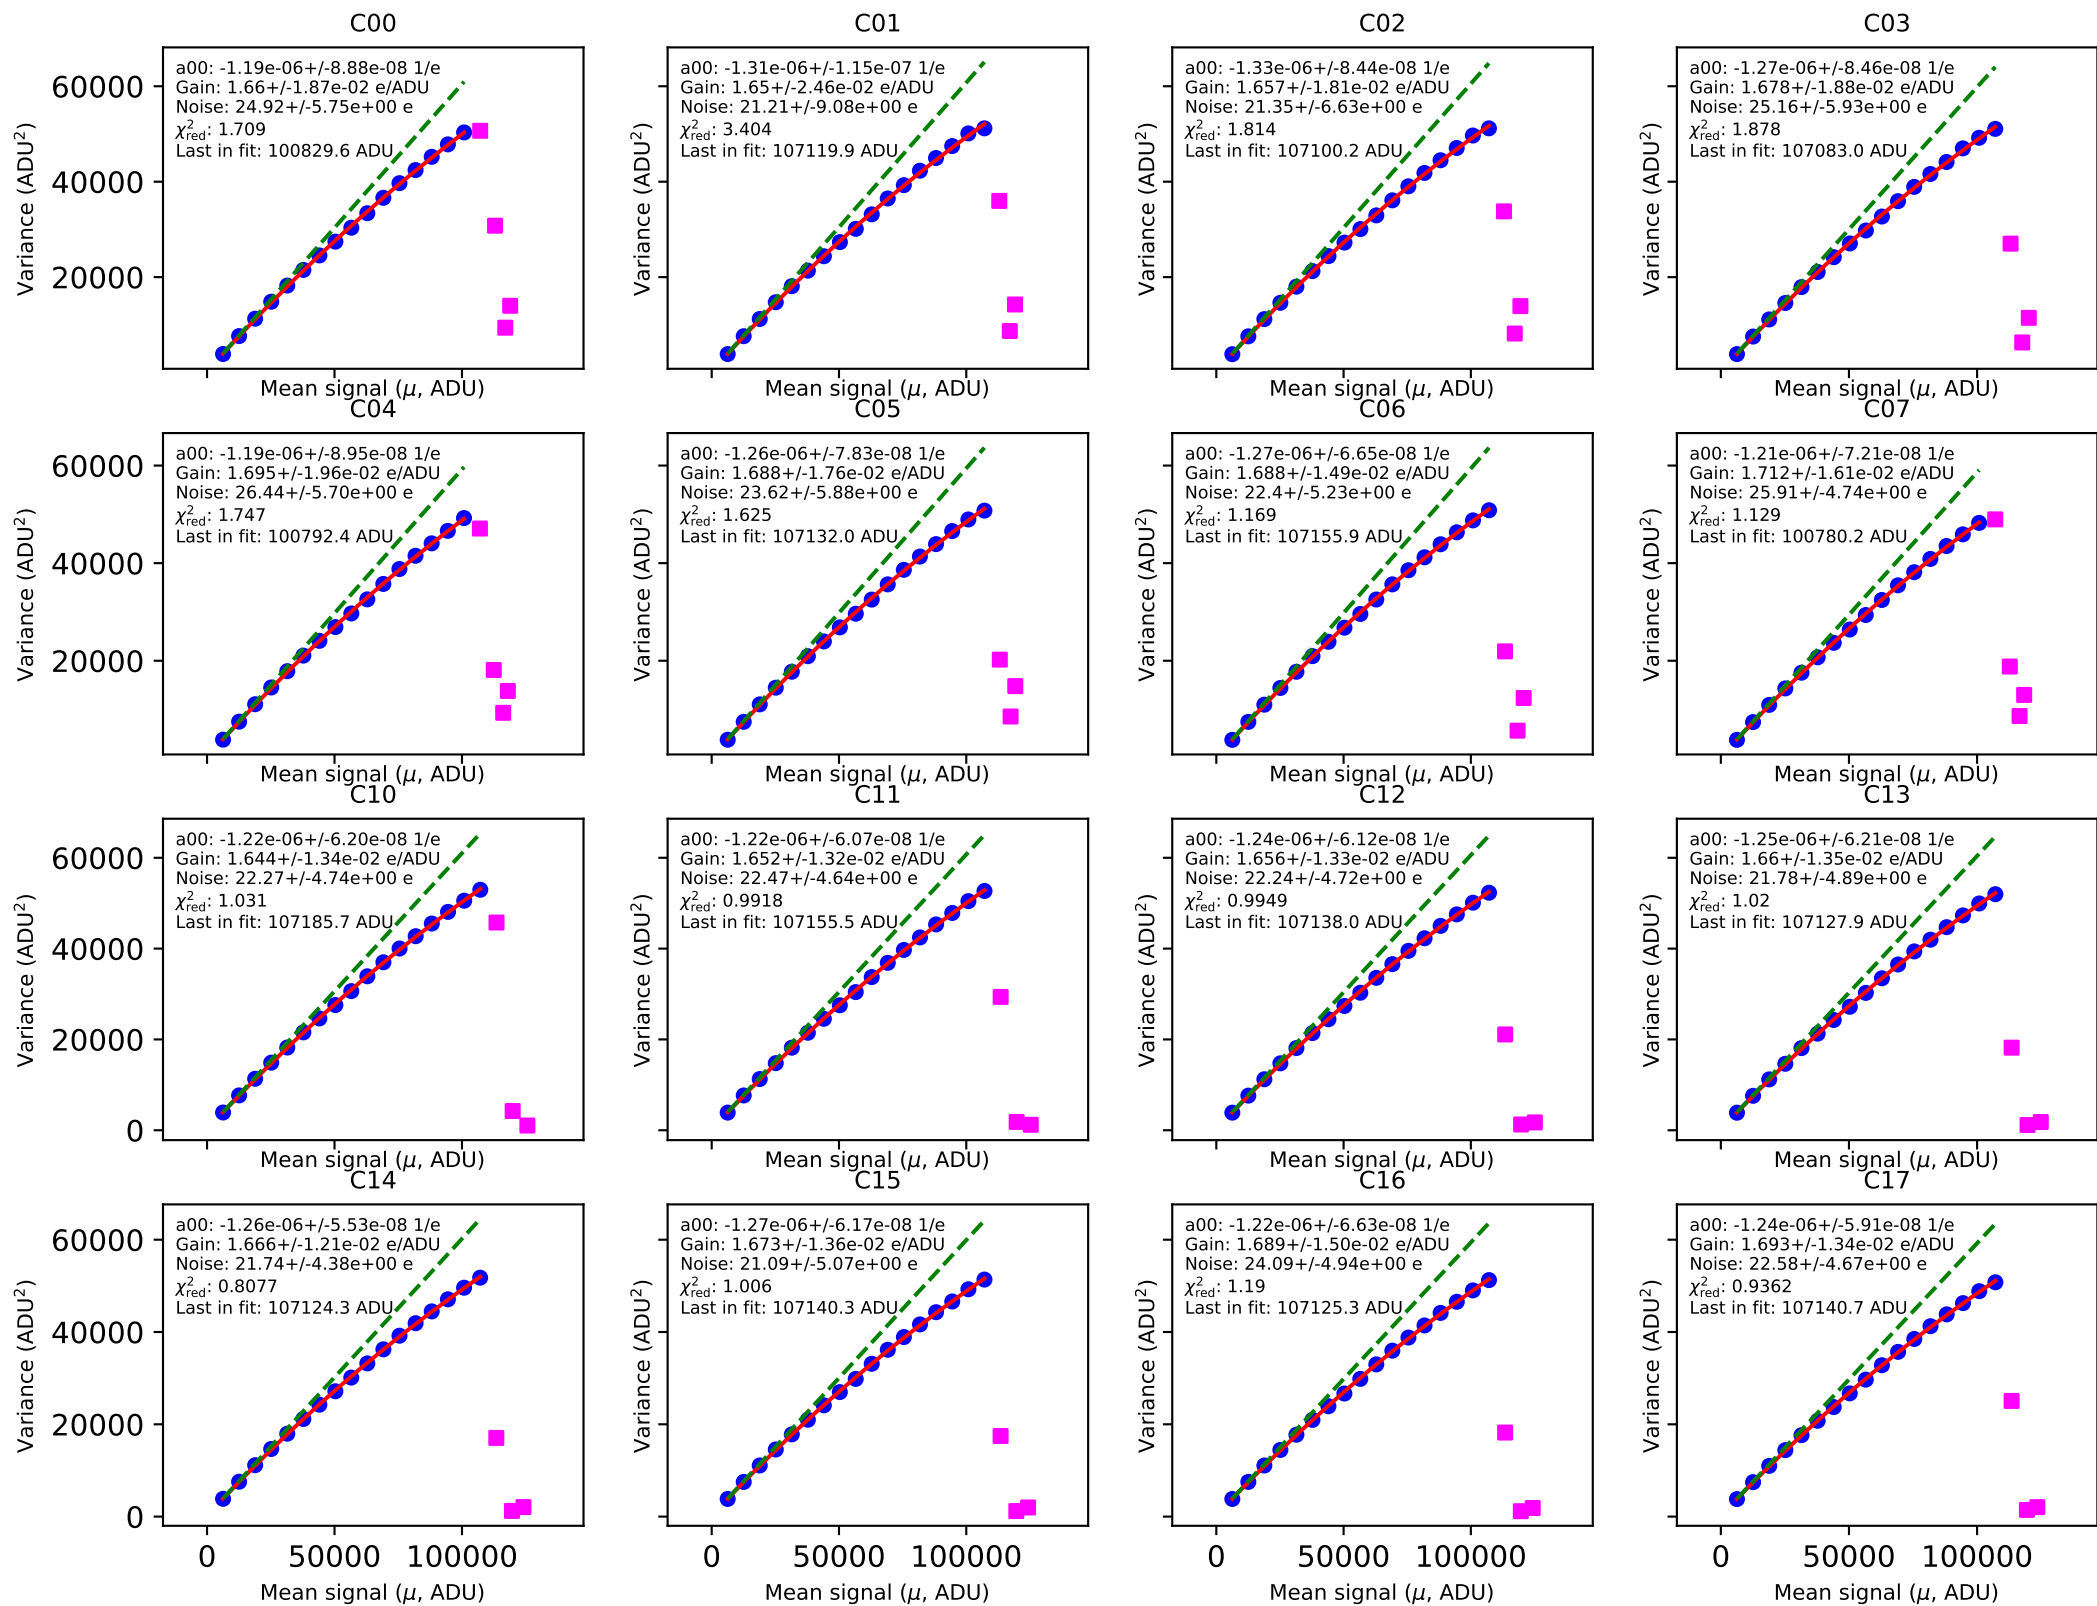 C00 C01 C02 C03
a00: -1.19e-06+/-8.88e-08 1/e
Gain: 1.66+/-1.87e-02 e/ADU
Noise: 24.92+/-5.75e+00 e
χ²red: 1.709
Last in fit: 100829.6 ADU
a00: -1.31e-06+/-1.15e-07 1/e
Gain: 1.65+/-2.46e-02 e/ADU
Noise: 21.21+/-9.08e+00 e
χ²red: 3.404
Last in fit: 107119.9 ADU
a00: -1.33e-06+/-8.44e-08 1/e
Gain: 1.657+/-1.81e-02 e/ADU
Noise: 21.35+/-6.63e+00 e
χ²red: 1.814
Last in fit: 107100.2 ADU
a00: -1.27e-06+/-8.46e-08 1/e
Gain: 1.678+/-1.88e-02 e/ADU
Noise: 25.16+/-5.93e+00 e
χ²red: 1.878
Last in fit: 107083.0 ADU
60000
40000
20000
Variance (ADU²) Variance (ADU²) Variance (ADU²) Variance (ADU²)
Mean signal (μ, ADU) Mean signal (μ, ADU) Mean signal (μ, ADU) Mean signal (μ, ADU)
C04 C05 C06 C07
a00: -1.19e-06+/-8.95e-08 1/e
Gain: 1.695+/-1.96e-02 e/ADU
Noise: 26.44+/-5.70e+00 e
χ²red: 1.747
Last in fit: 100792.4 ADU
a00: -1.26e-06+/-7.83e-08 1/e
Gain: 1.688+/-1.76e-02 e/ADU
Noise: 23.62+/-5.88e+00 e
χ²red: 1.625
Last in fit: 107132.0 ADU
a00: -1.27e-06+/-6.65e-08 1/e
Gain: 1.688+/-1.49e-02 e/ADU
Noise: 22.4+/-5.23e+00 e
χ²red: 1.169
Last in fit: 107155.9 ADU
a00: -1.21e-06+/-7.21e-08 1/e
Gain: 1.712+/-1.61e-02 e/ADU
Noise: 25.91+/-4.74e+00 e
χ²red: 1.129
Last in fit: 100780.2 ADU
60000
40000
20000
Variance (ADU²) Variance (ADU²) Variance (ADU²) Variance (ADU²)
Mean signal (μ, ADU) Mean signal (μ, ADU) Mean signal (μ, ADU) Mean signal (μ, ADU)
C10 C11 C12 C13
a00: -1.22e-06+/-6.20e-08 1/e
Gain: 1.644+/-1.34e-02 e/ADU
Noise: 22.27+/-4.74e+00 e
χ²red: 1.031
Last in fit: 107185.7 ADU
a00: -1.22e-06+/-6.07e-08 1/e
Gain: 1.652+/-1.32e-02 e/ADU
Noise: 22.47+/-4.64e+00 e
χ²red: 0.9918
Last in fit: 107155.5 ADU
a00: -1.24e-06+/-6.12e-08 1/e
Gain: 1.656+/-1.33e-02 e/ADU
Noise: 22.24+/-4.72e+00 e
χ²red: 0.9949
Last in fit: 107138.0 ADU
a00: -1.25e-06+/-6.21e-08 1/e
Gain: 1.66+/-1.35e-02 e/ADU
Noise: 21.78+/-4.89e+00 e
χ²red: 1.02
Last in fit: 107127.9 ADU
60000
40000
20000
0
Variance (ADU²) Variance (ADU²) Variance (ADU²) Variance (ADU²)
Mean signal (μ, ADU) Mean signal (μ, ADU) Mean signal (μ, ADU) Mean signal (μ, ADU)
C14 C15 C16 C17
a00: -1.26e-06+/-5.53e-08 1/e
Gain: 1.666+/-1.21e-02 e/ADU
Noise: 21.74+/-4.38e+00 e
χ²red: 0.8077
Last in fit: 107124.3 ADU
a00: -1.27e-06+/-6.17e-08 1/e
Gain: 1.673+/-1.36e-02 e/ADU
Noise: 21.09+/-5.07e+00 e
χ²red: 1.006
Last in fit: 107140.3 ADU
a00: -1.22e-06+/-6.63e-08 1/e
Gain: 1.689+/-1.50e-02 e/ADU
Noise: 24.09+/-4.94e+00 e
χ²red: 1.19
Last in fit: 107125.3 ADU
a00: -1.24e-06+/-5.91e-08 1/e
Gain: 1.693+/-1.34e-02 e/ADU
Noise: 22.58+/-4.67e+00 e
χ²red: 0.9362
Last in fit: 107140.7 ADU
60000
40000
20000
0
Variance (ADU²) Variance (ADU²) Variance (ADU²) Variance (ADU²)
0 50000 100000 0 50000 100000 0 50000 100000 0 50000 100000
Mean signal (μ, ADU) Mean signal (μ, ADU) Mean signal (μ, ADU) Mean signal (μ, ADU)